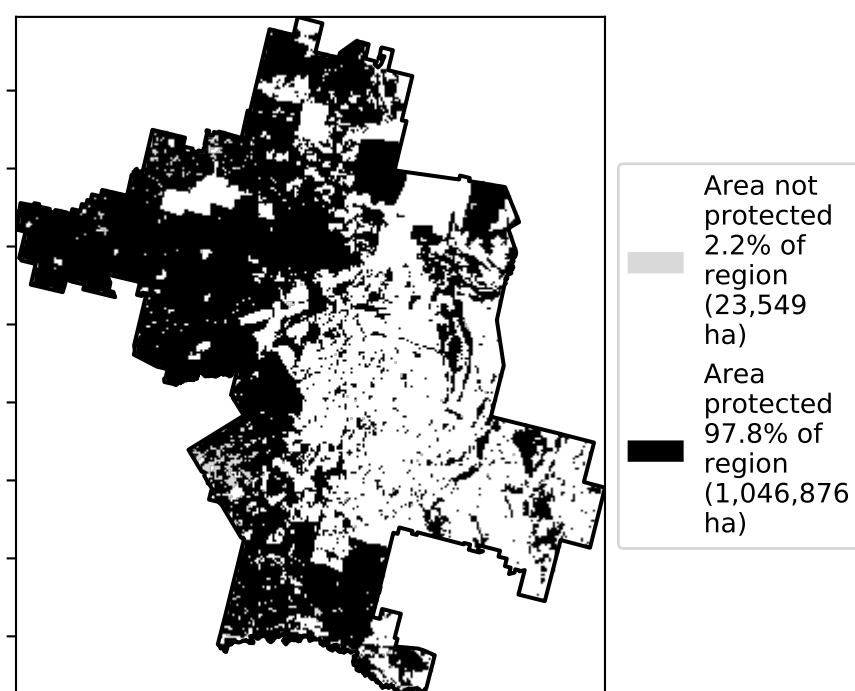 Area not
protected
2.2% of
region
(23,549
ha)
Area
protected
97.8% of
region
(1,046,876
ha)